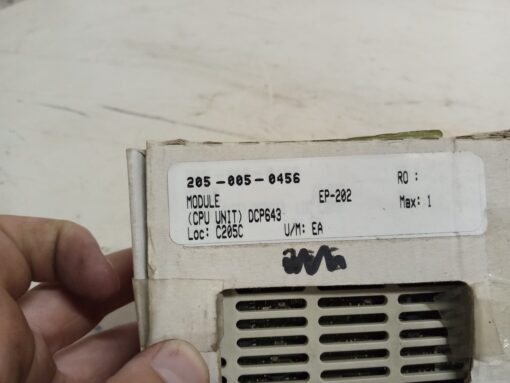 205-005-0456 RO :
MODULE EP-202 Max: 1
(CPU UNIT) DCP643
Loc: C205C U/M: EA